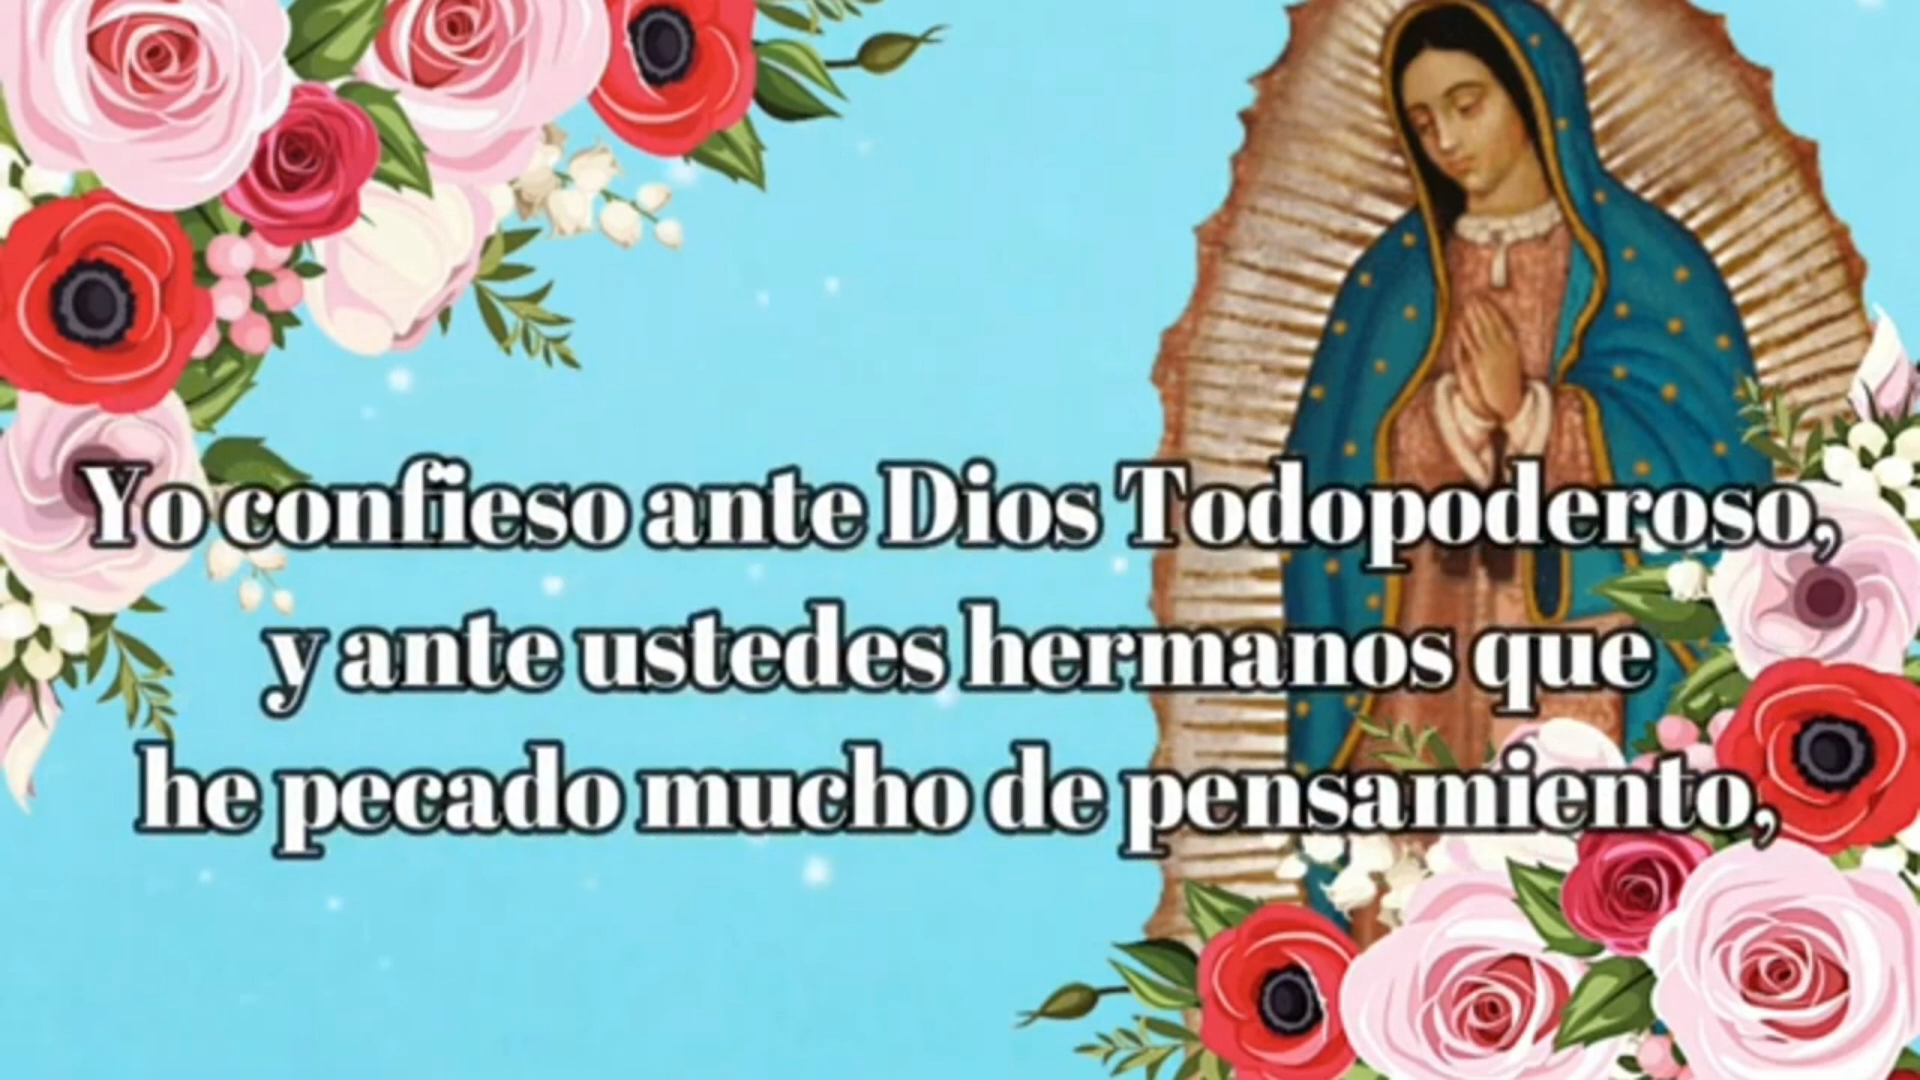 Yo confieso ante Dios Todopoderoso,
y ante ustedes hermanos que
he pecado mucho de pensamiento,